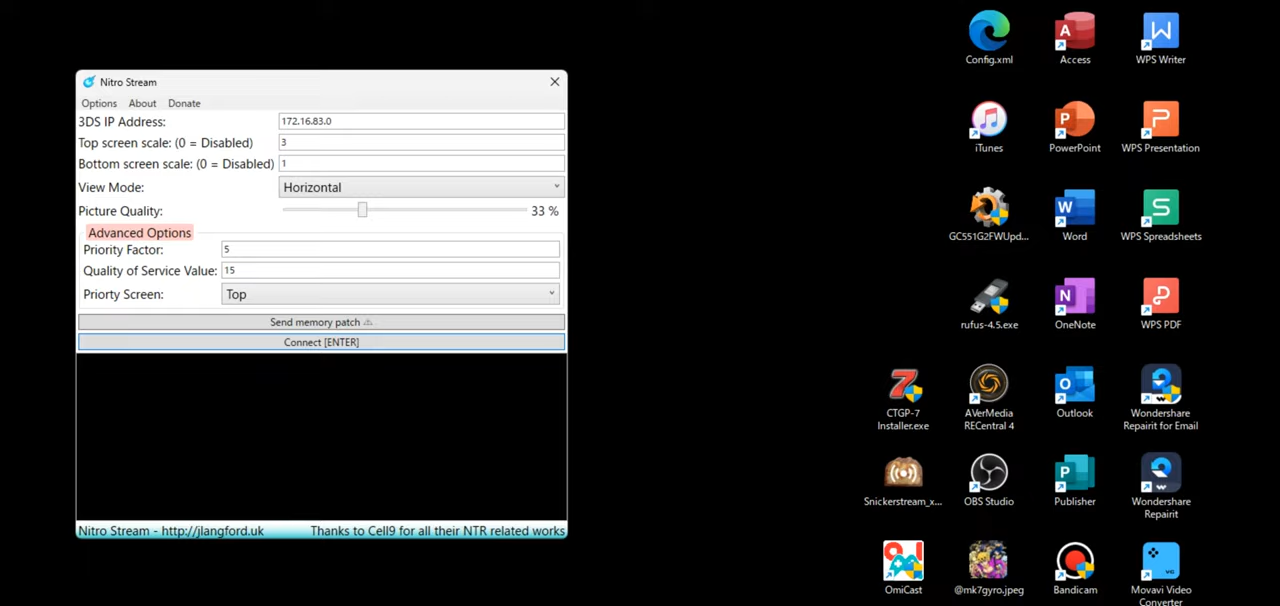 Nitro Stream
Options About Donate
3DS IP Address: 172.16.83.0
Top screen scale: (0 = Disabled) 3
Bottom screen scale: (0 = Disabled) 1
View Mode: Horizontal
Picture Quality: 33 %
Advanced Options
Priority Factor: 5
Quality of Service Value: 15
Priorty Screen: Top
Send memory patch ⚠
Connect [ENTER]
Nitro Stream - http://jlangford.uk Thanks to Cell9 for all their NTR related works
Config.xml Access WPS Writer
iTunes PowerPoint WPS Presentation
GC551G2FWUpd... Word WPS Spreadsheets
rufus-4.5.exe OneNote WPS PDF
CTGP-7
Installer.exe
AVerMedia
RECentral 4
Outlook
Wondershare
Repairit for Email
Snickerstream_x... OBS Studio Publisher
Wondershare
Repairit
OmiCast @mk7gyro.jpeg Bandicam
Movavi Video
Converter